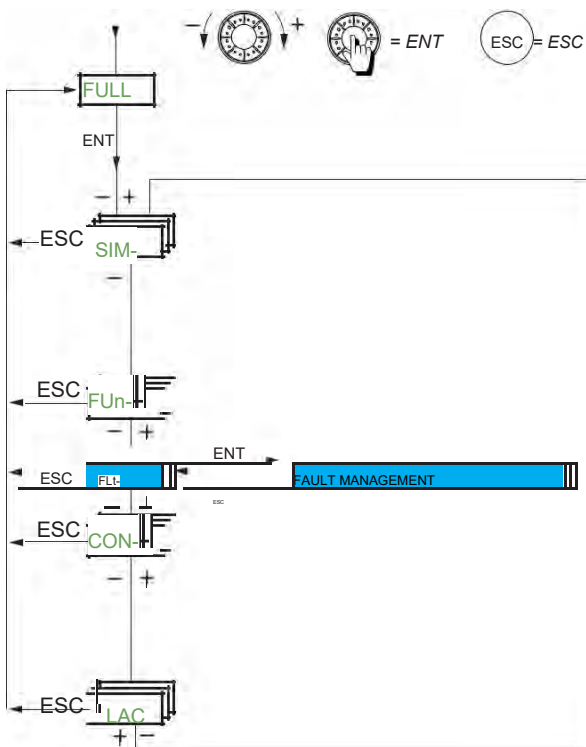 − + = ENT ESC = ESC
FULL
ENT
− +
ESC SIM-
−
ESC FUn-
− +
ENT
ESC FLt- FAULT MANAGEMENT
ESC
ESC CON-
− +
ESC LAC
+ −